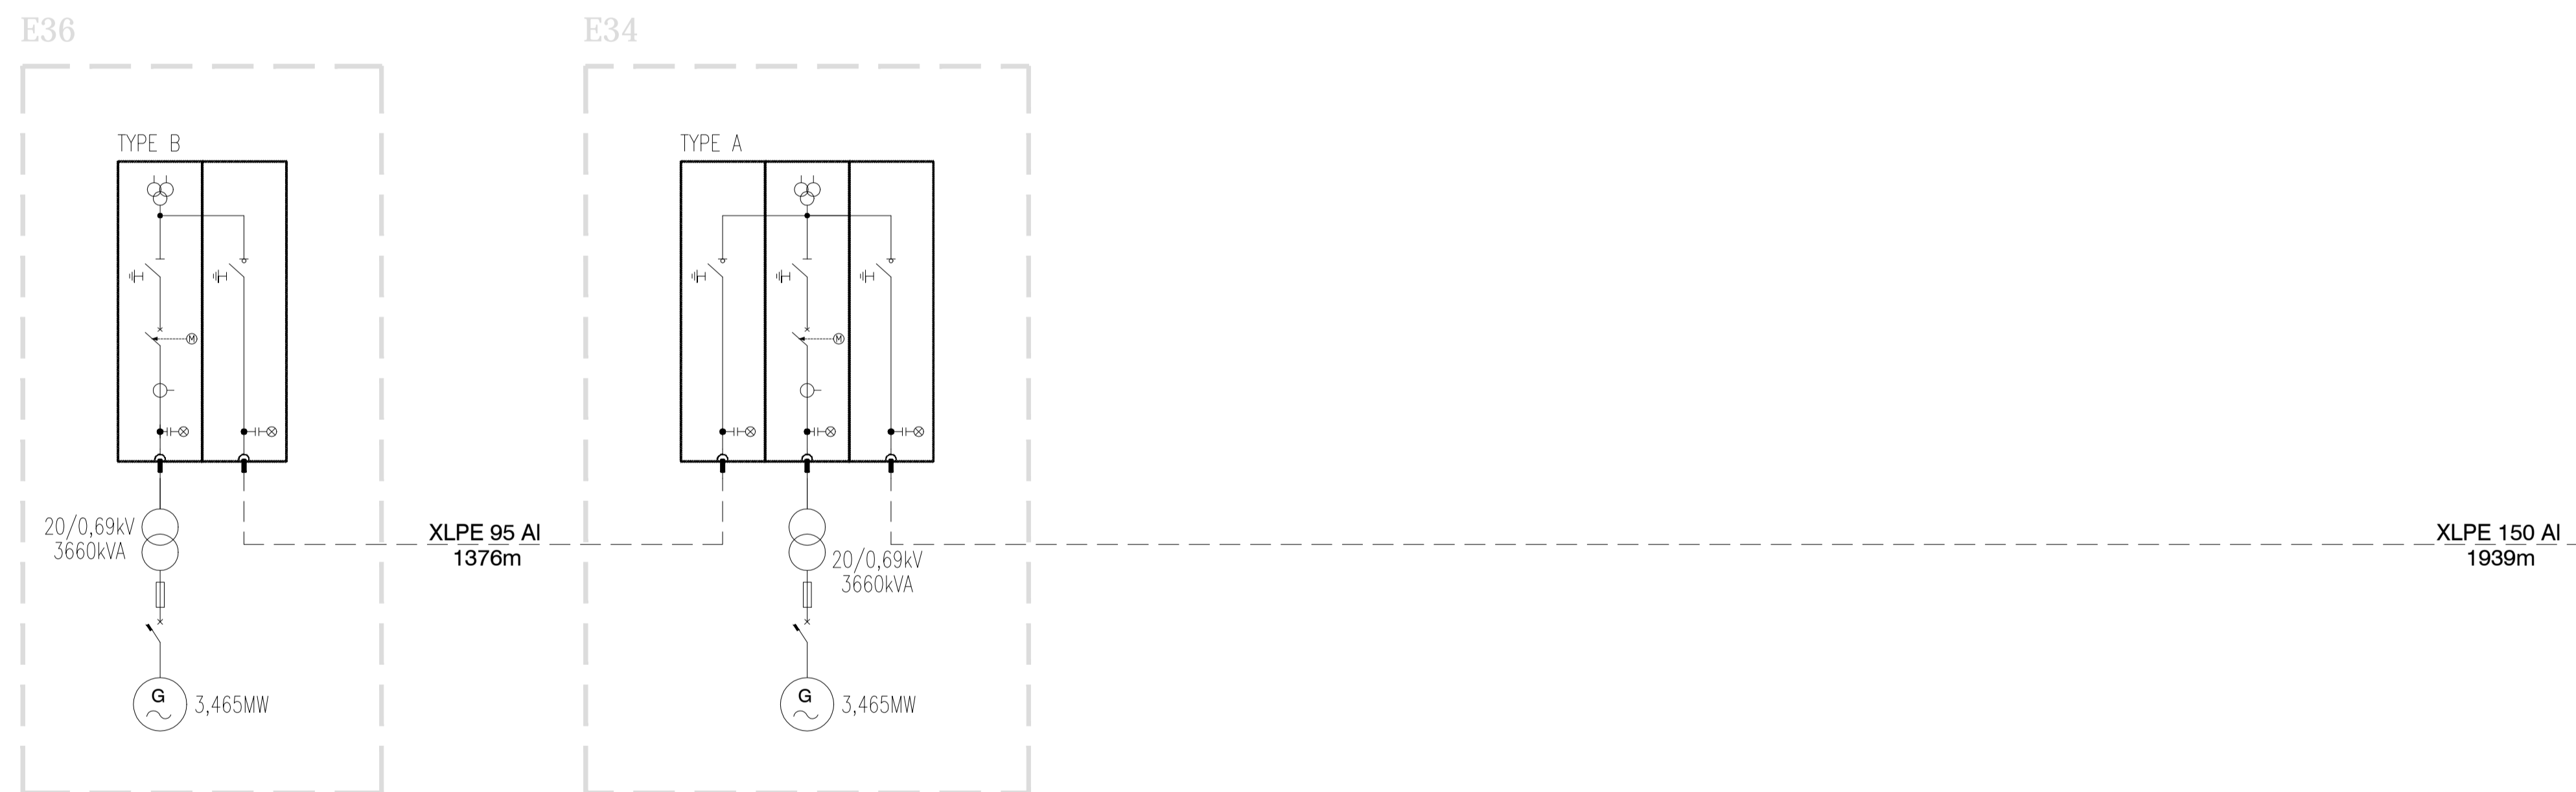 E36
E34
TYPE B
TYPE A
M
M
20/0,69kV
3660kVA
XLPE 95 Al
1376m
20/0,69kV
3660kVA
XLPE 150 Al
1939m
G
3,465MW
G
3,465MW